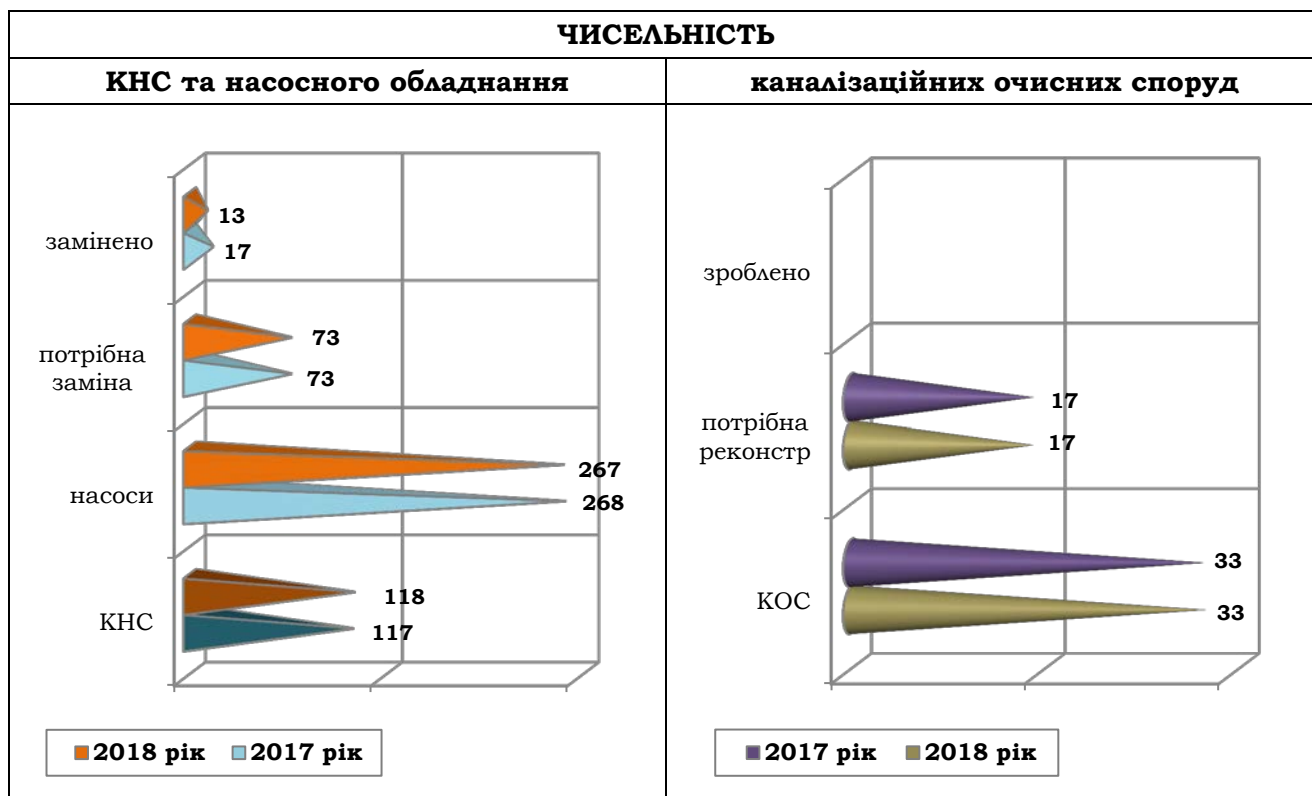 ЧИСЕЛЬНІСТЬ
КНС та насосного обладнання
замінено
13
17
потрібна
заміна
73
73
насоси
267
268
КНС
118
117
2018 рік 2017 рік
каналізаційних очисних споруд
зроблено
потрібна
реконстр
17
17
КОС
33
33
2017 рік 2018 рік